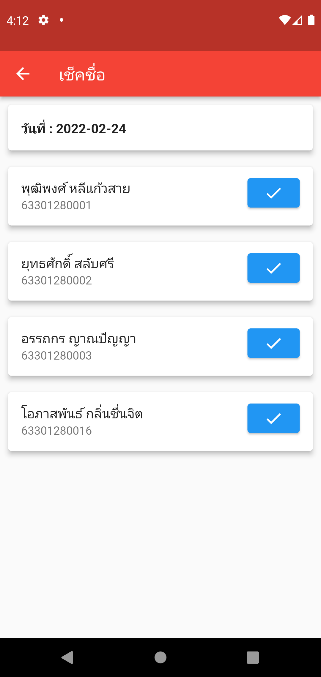 4:12
เช็คชื่อ
วันที่ : 2022-02-24
พุฒิพงศ์ หลีแก้วสาย
63301280001
ยุทธศักดิ์ สลับศรี
63301280002
อรรถกร ญาณปัญญา
63301280003
โอภาสพันธ์ กลิ่นชื่นจิต
63301280016